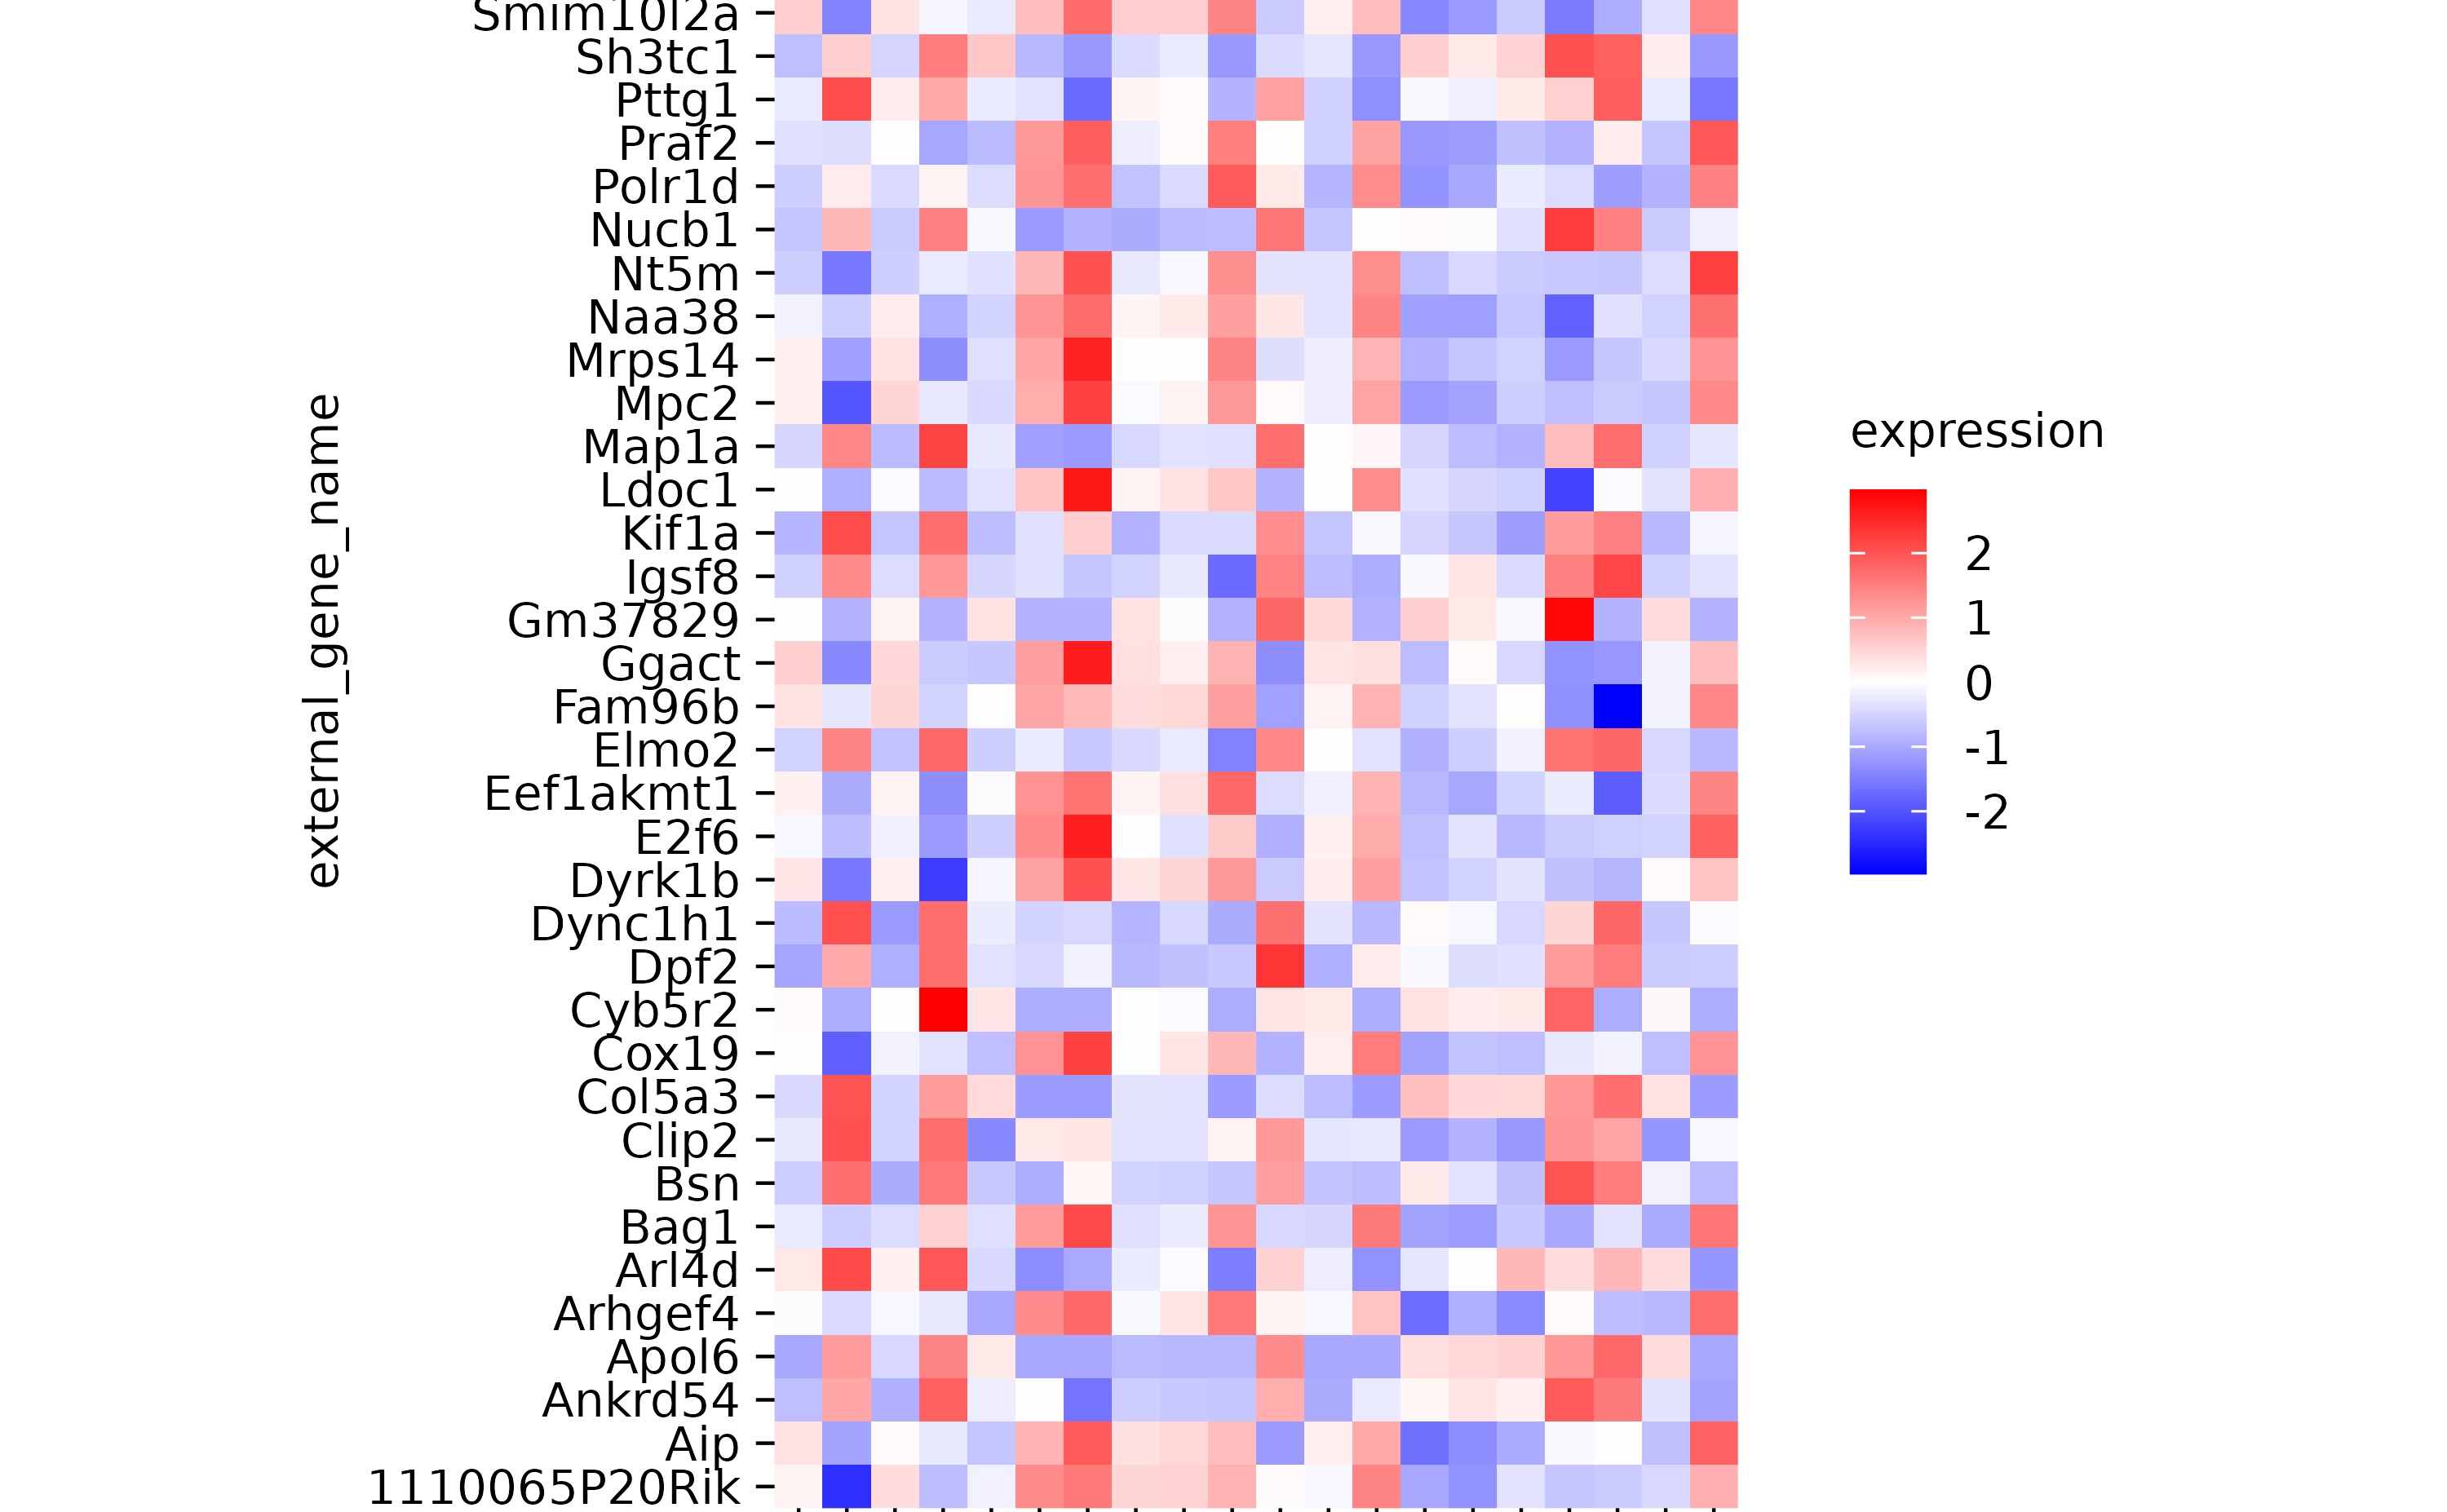 Smim10l2a
Sh3tc1
Pttg1
Praf2
Polr1d
Nucb1
Nt5m
Naa38
Mrps14
Mpc2
Map1a
Ldoc1
Kif1a
Igsf8
Gm37829
Ggact
Fam96b
Elmo2
Eef1akmt1
E2f6
Dyrk1b
Dync1h1
Dpf2
Cyb5r2
Cox19
Col5a3
Clip2
Bsn
Bag1
Arl4d
Arhgef4
Apol6
Ankrd54
Aip
1110065P20Rik
external_gene_name
expression
2
1
0
-1
-2